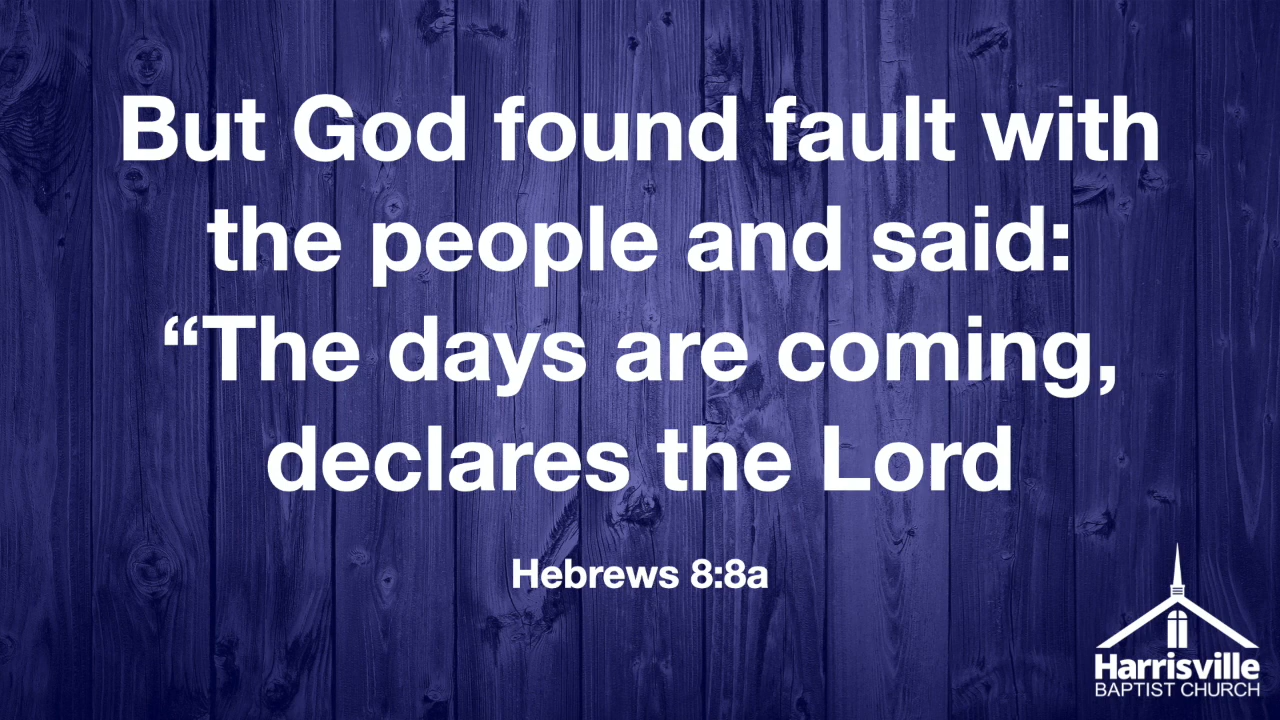 But God found fault with
the people and said:
“The days are coming,
declares the Lord
Hebrews 8:8a
Harrisville
BAPTIST CHURCH